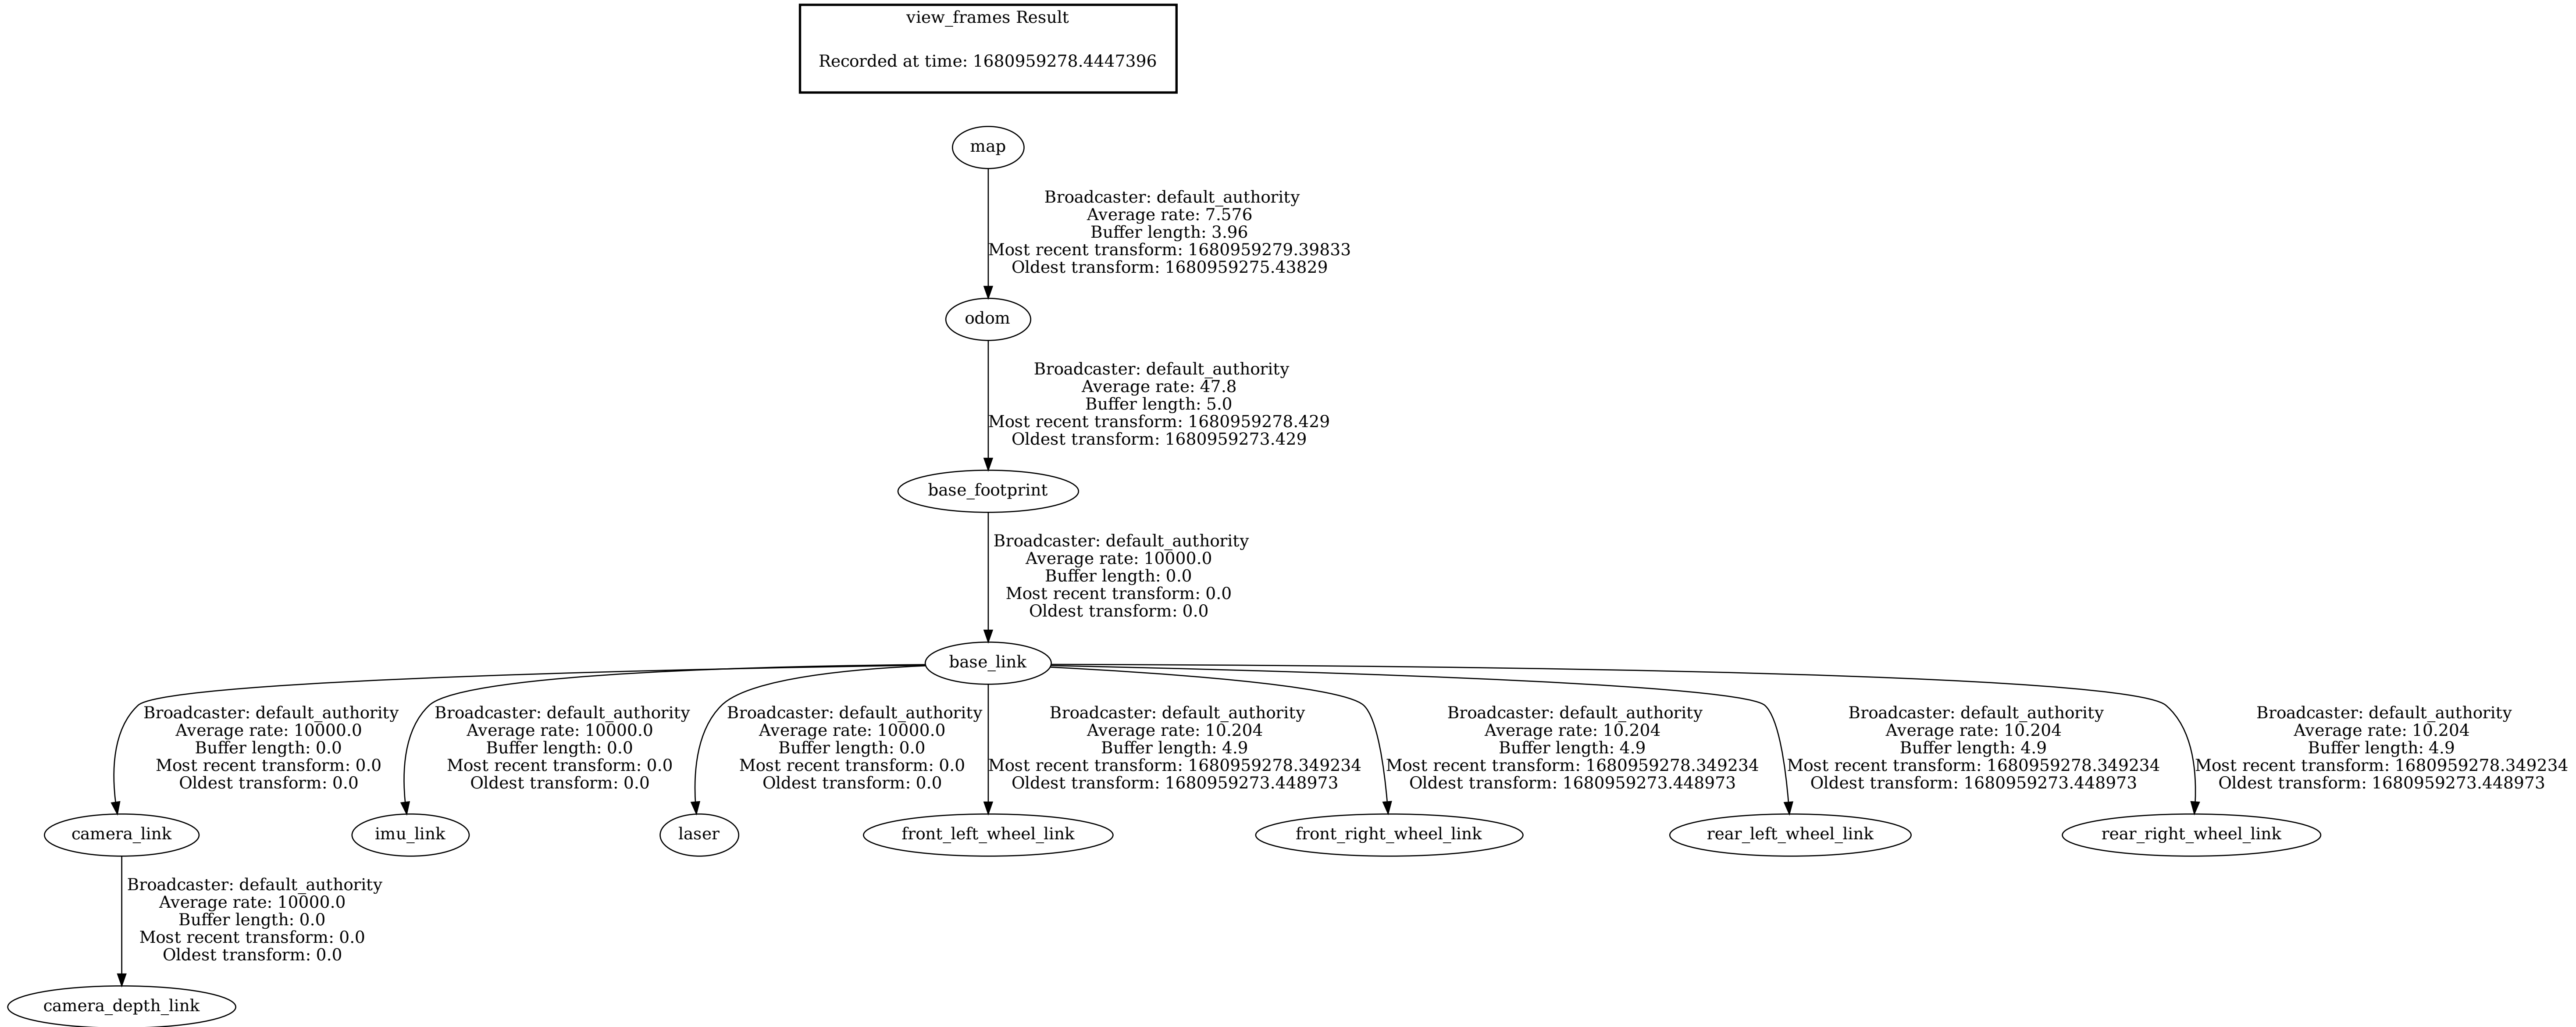 view_frames Result
Recorded at time: 1680959278.4447396
map
Broadcaster: default_authority
Average rate: 7.576
Buffer length: 3.96
Most recent transform: 1680959279.39833
Oldest transform: 1680959275.43829
odom
Broadcaster: default_authority
Average rate: 47.8
Buffer length: 5.0
Most recent transform: 1680959278.429
Oldest transform: 1680959273.429
base_footprint
Broadcaster: default_authority
Average rate: 10000.0
Buffer length: 0.0
Most recent transform: 0.0
Oldest transform: 0.0
base_link
Broadcaster: default_authority
Average rate: 10000.0
Buffer length: 0.0
Most recent transform: 0.0
Oldest transform: 0.0
Broadcaster: default_authority
Average rate: 10000.0
Buffer length: 0.0
Most recent transform: 0.0
Oldest transform: 0.0
Broadcaster: default_authority
Average rate: 10000.0
Buffer length: 0.0
Most recent transform: 0.0
Oldest transform: 0.0
Broadcaster: default_authority
Average rate: 10.204
Buffer length: 4.9
Most recent transform: 1680959278.349234
Oldest transform: 1680959273.448973
Broadcaster: default_authority
Average rate: 10.204
Buffer length: 4.9
Most recent transform: 1680959278.349234
Oldest transform: 1680959273.448973
Broadcaster: default_authority
Average rate: 10.204
Buffer length: 4.9
Most recent transform: 1680959278.349234
Oldest transform: 1680959273.448973
Broadcaster: default_authority
Average rate: 10.204
Buffer length: 4.9
Most recent transform: 1680959278.349234
Oldest transform: 1680959273.448973
camera_link
imu_link
laser
front_left_wheel_link
front_right_wheel_link
rear_left_wheel_link
rear_right_wheel_link
Broadcaster: default_authority
Average rate: 10000.0
Buffer length: 0.0
Most recent transform: 0.0
Oldest transform: 0.0
camera_depth_link